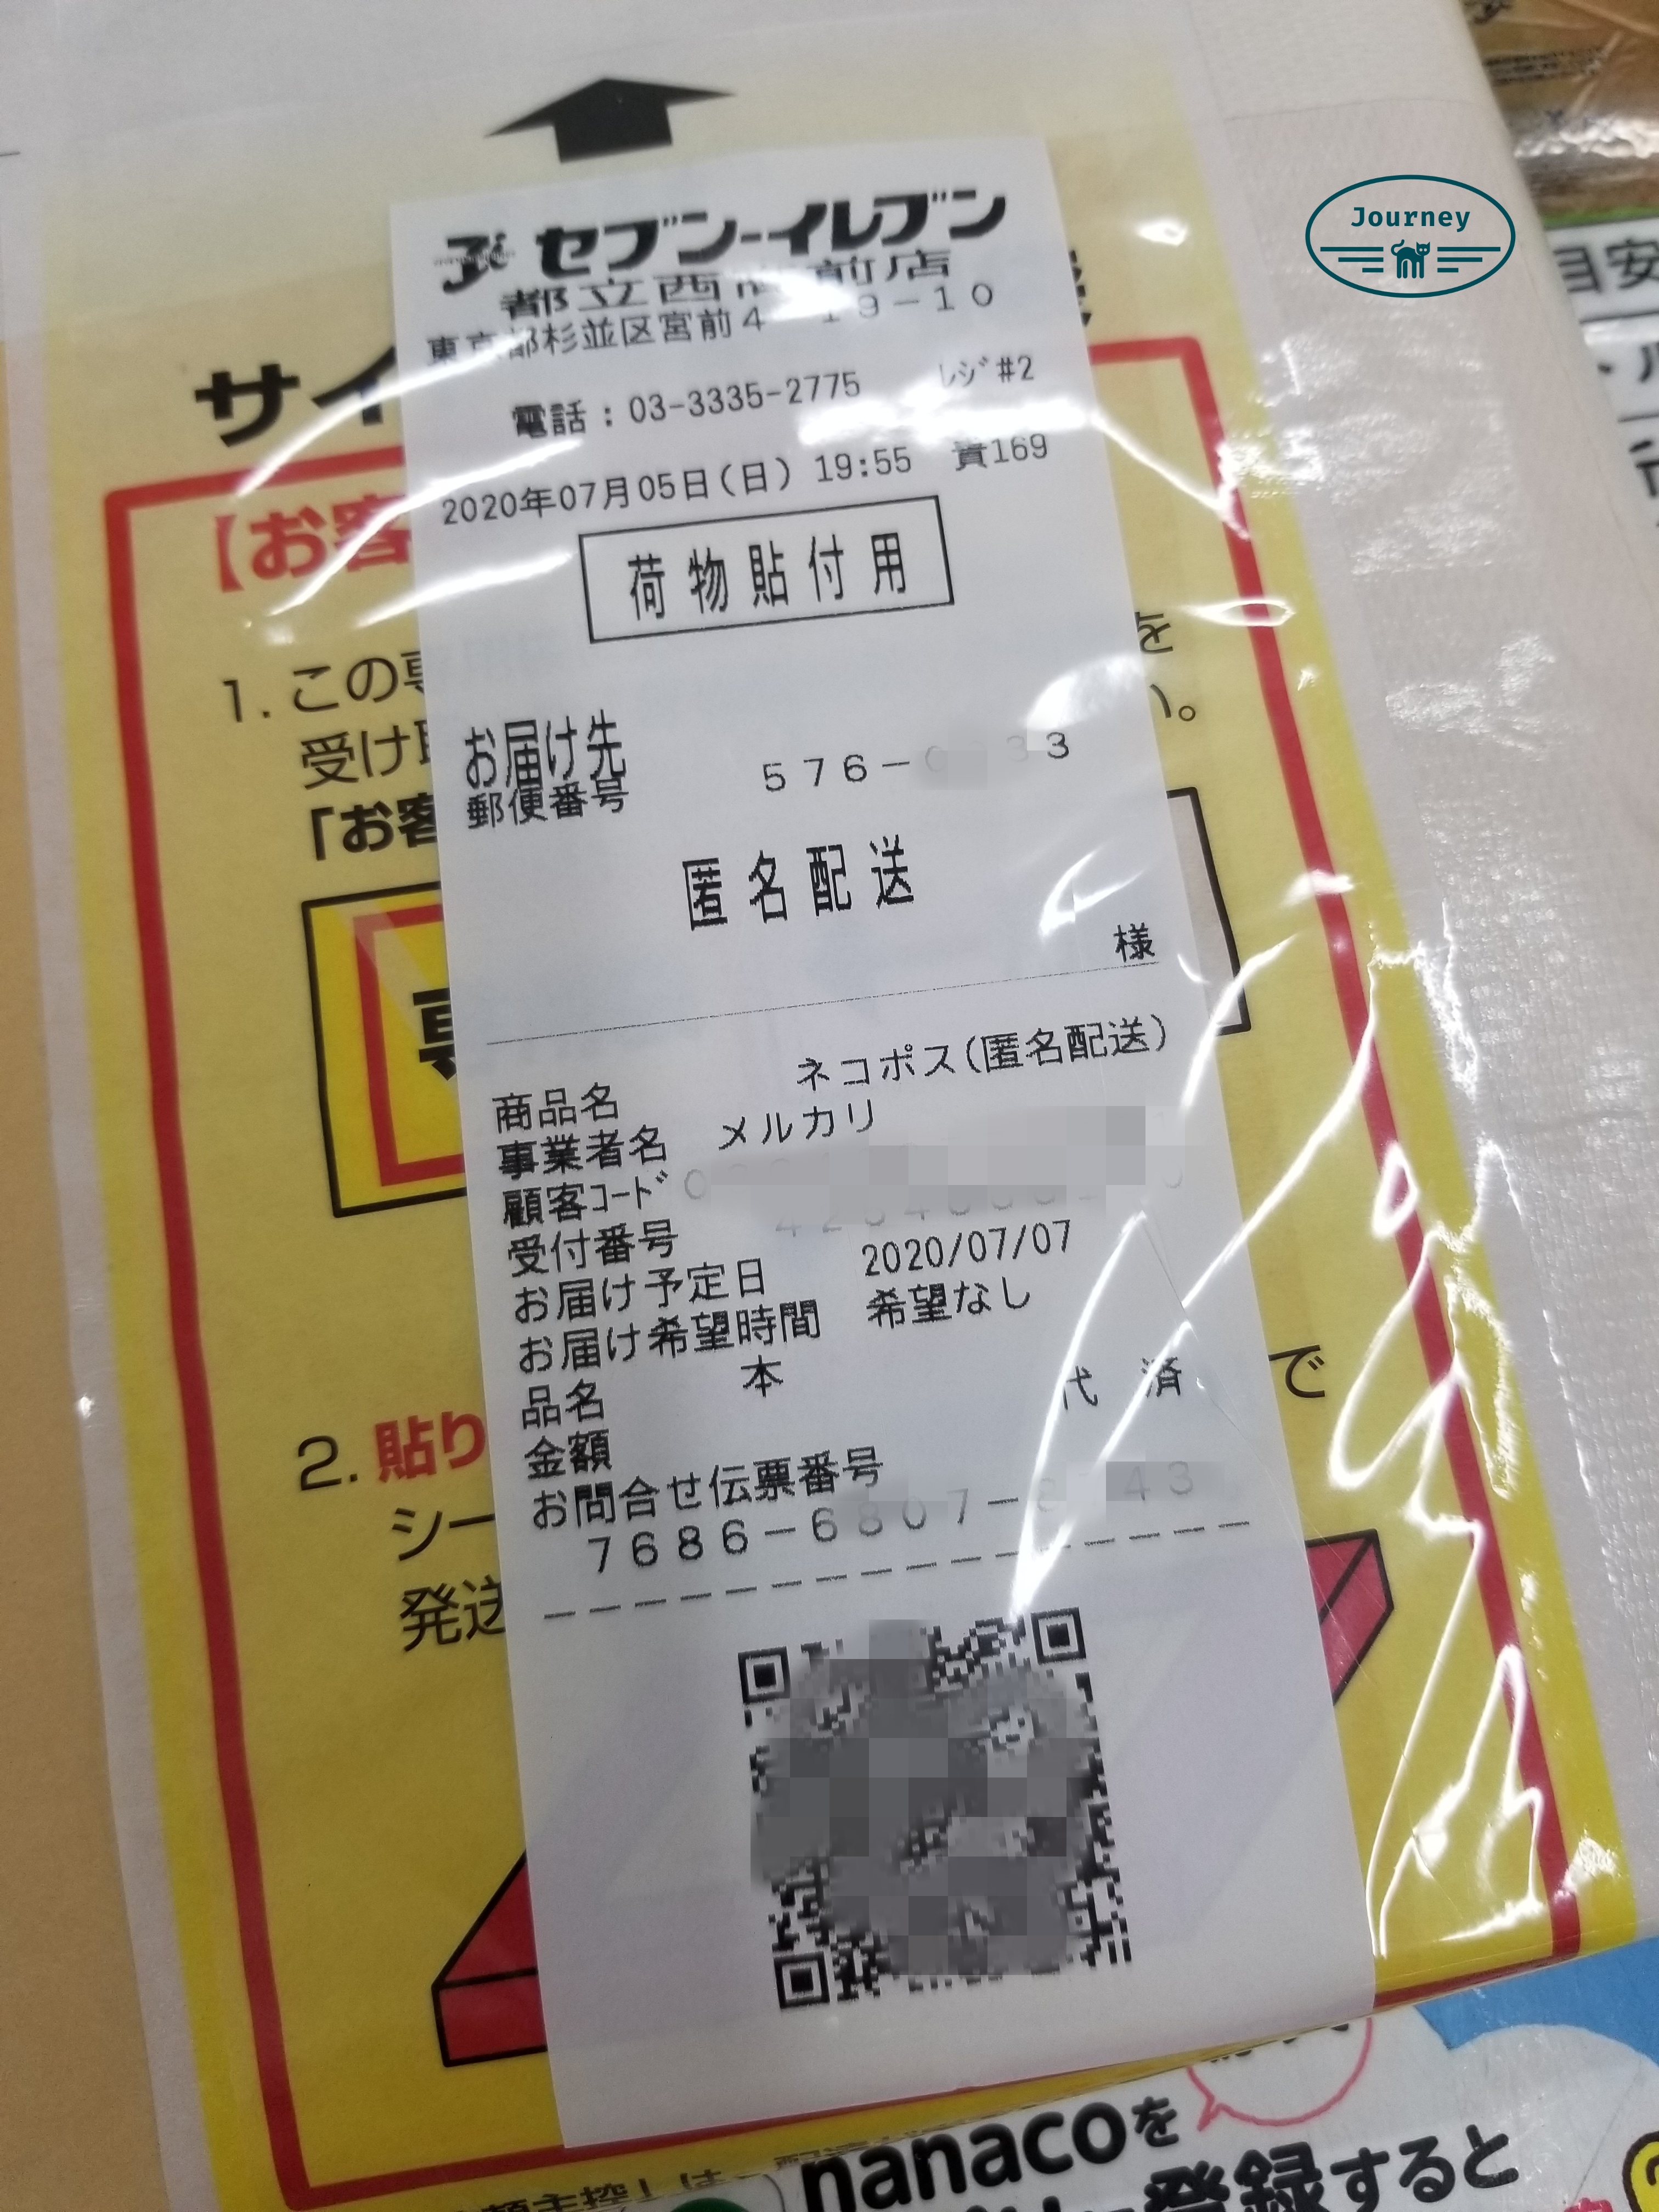 Journey
セブン-イレブン
東京都杉並区宮前4-19-10
電話：03-3335-2775 レジ#2
2020年07月05日(日) 19:55 責169
荷物貼付用
お届け先
郵便番号 576-
匿名配送
様
商品名 ネコポス(匿名配送)
事業者名 メルカリ
顧客コード
受付番号
お届け予定日 2020/07/07
お届け希望時間 希望なし
品名 本
金額 代済
お問合せ伝票番号
7686-6
サイ
【お客
1. この専 を
受け取 い。
「お客
専
2. 貼り で
シー
発送
目安
nanacoを
登録すると